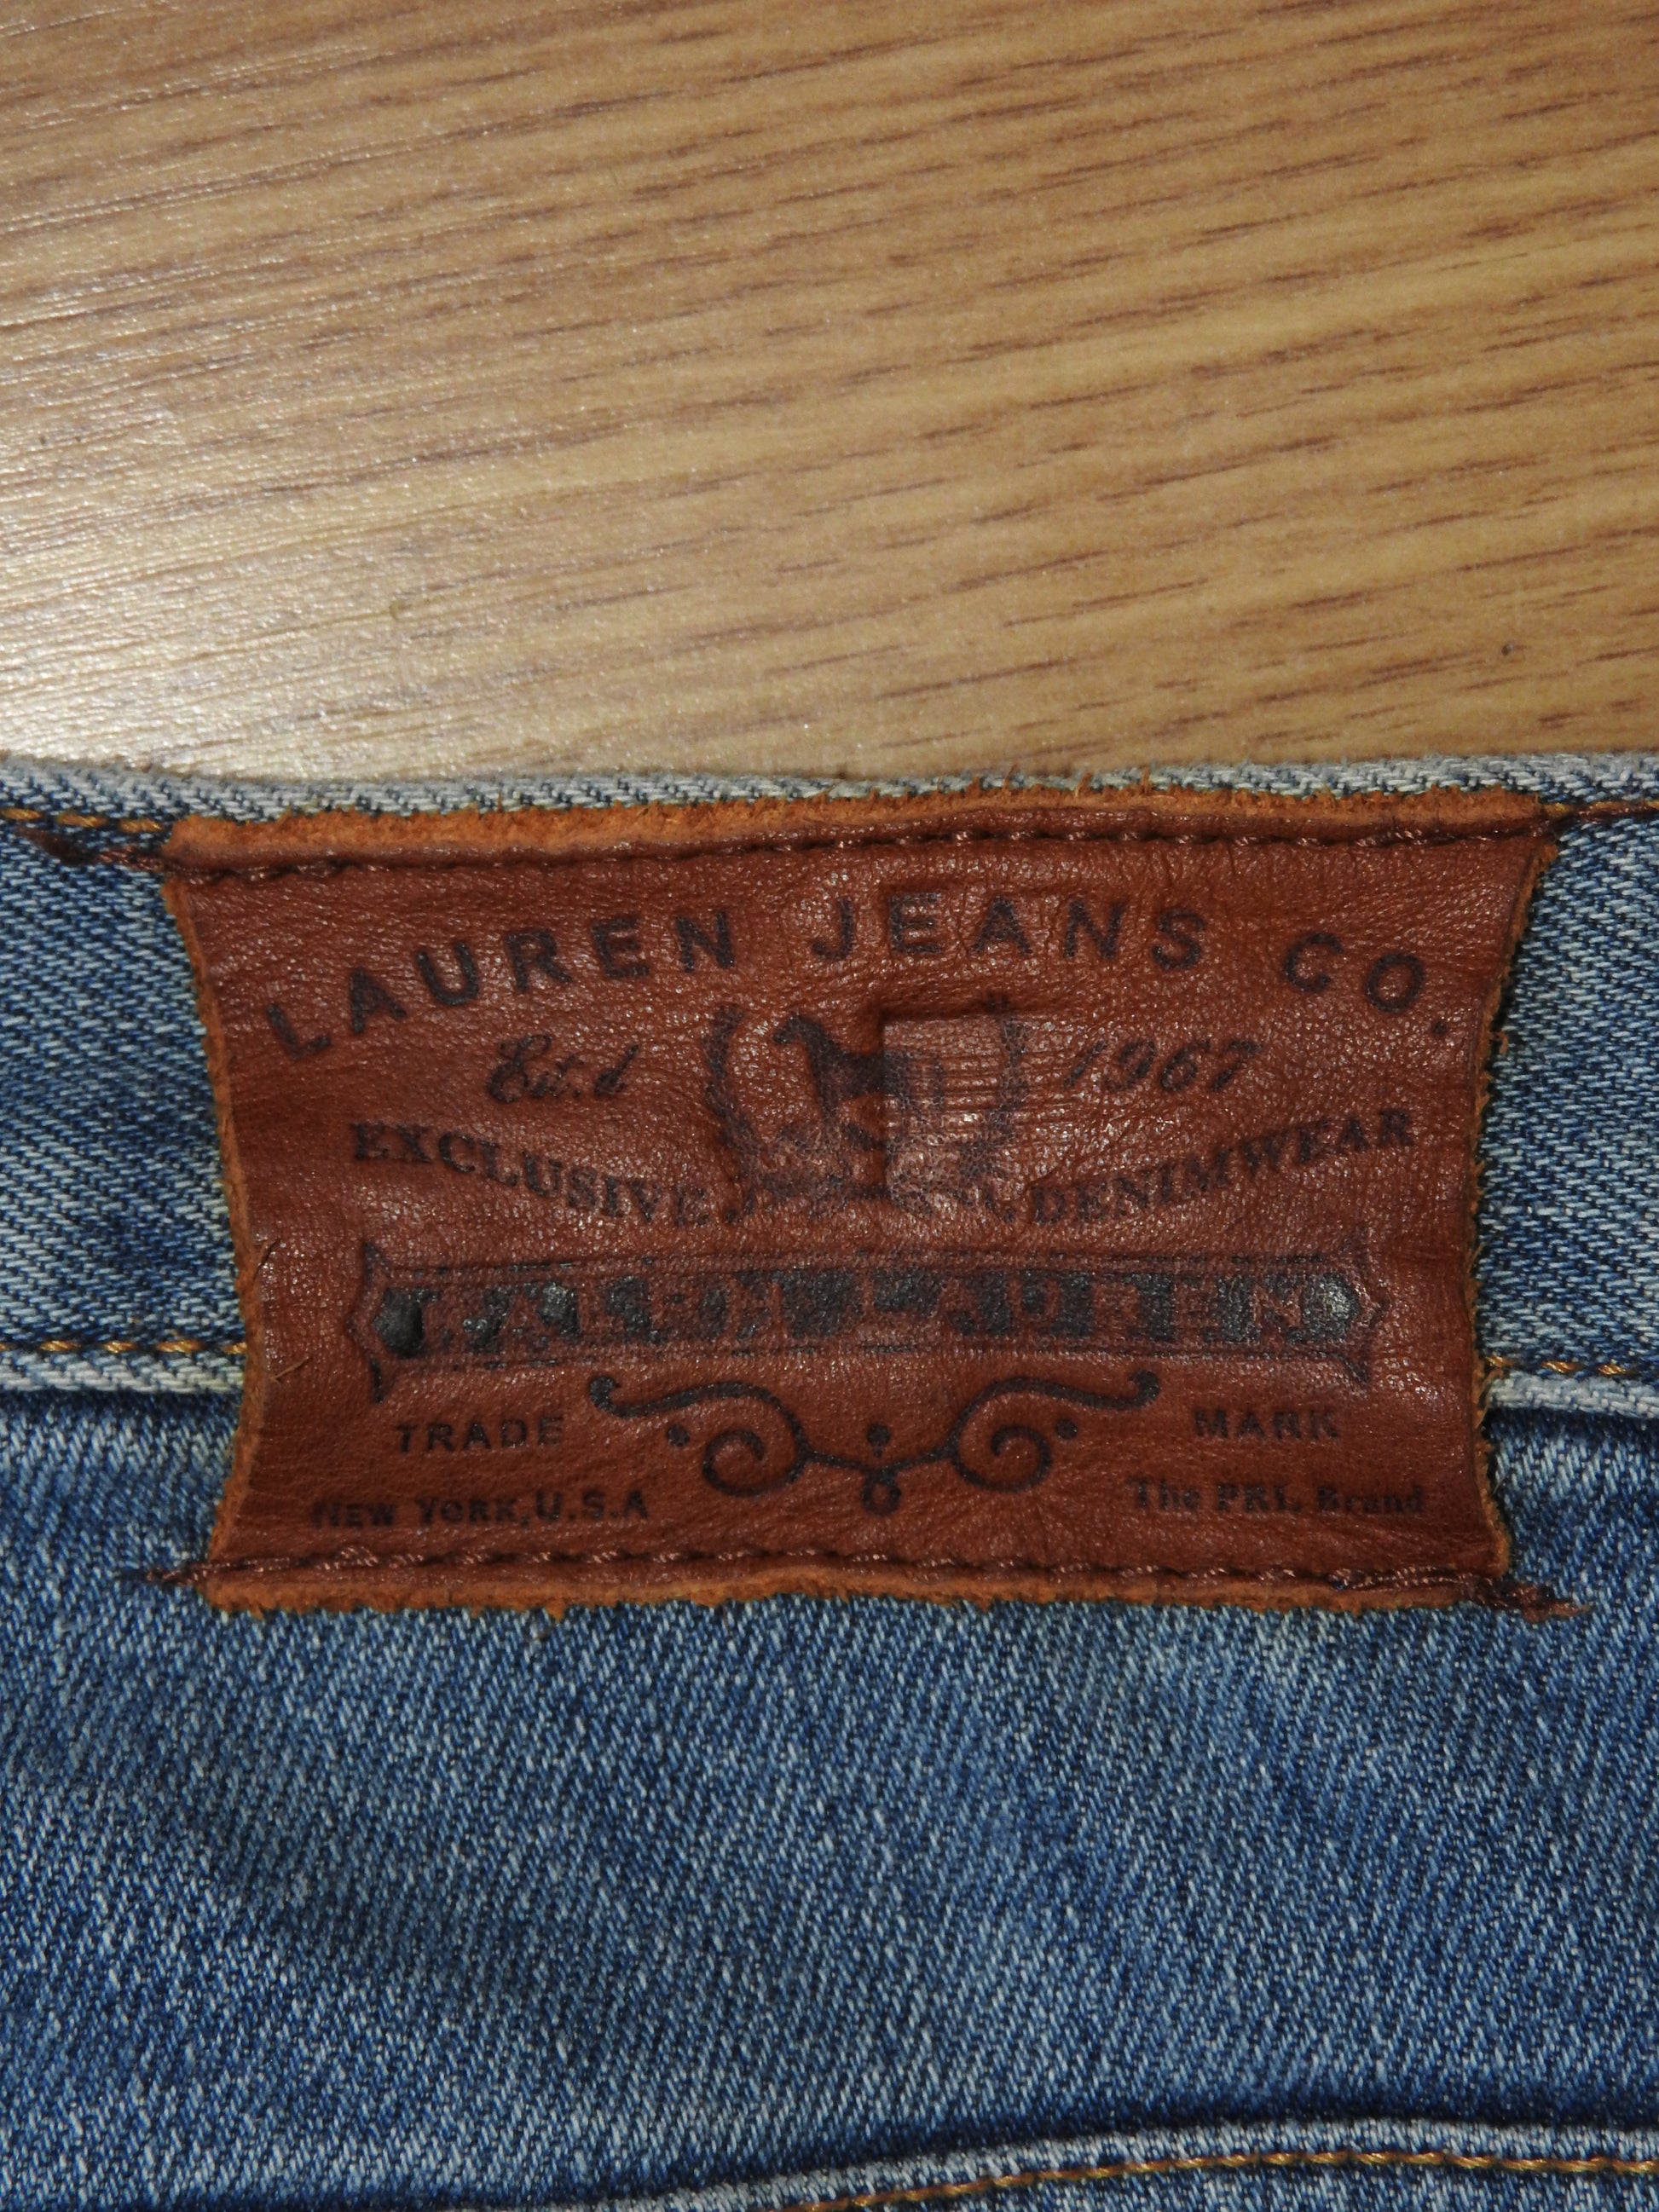 LAUREN JEANS CO.
Est.d 1967
EXCLUSIVE DENIMWEAR
TRADE MARK
NEW YORK, U.S.A The PRL Brand